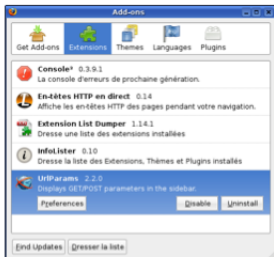 Add-ons
Get Add-ons Extensions Themes Languages Plugins
Console² 0.3.9.1
La console d'erreurs de prochaine génération.
En-têtes HTTP en direct 0.14
Affiche les en-têtes HTTP des pages pendant votre navigation.
Extension List Dumper 1.14.1
Dresse une liste des extensions installées
InfoLister 0.10
Dresse la liste des Extensions, Thèmes et Plugins installés
UrlParams 2.2.0
Displays GET/POST parameters in the sidebar.
Preferences Disable Uninstall
Find Updates Dresser la liste